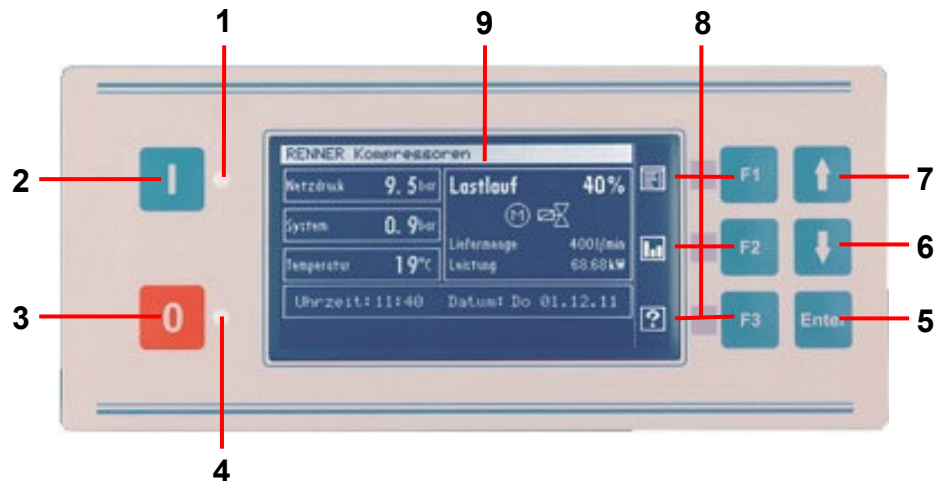 1
9
8
RENNER Kompressoren
2
I
Netzdruck 9.5bar
Lastlauf 40%
F1
7
System 0.9bar
M
F2
6
Liefermenge 400l/min
Temperatur 19°C
Leistung 68.68kW
3
0
Uhrzeit:11:40 Datum: Do 01.12.11
?
F3
Enter
5
4